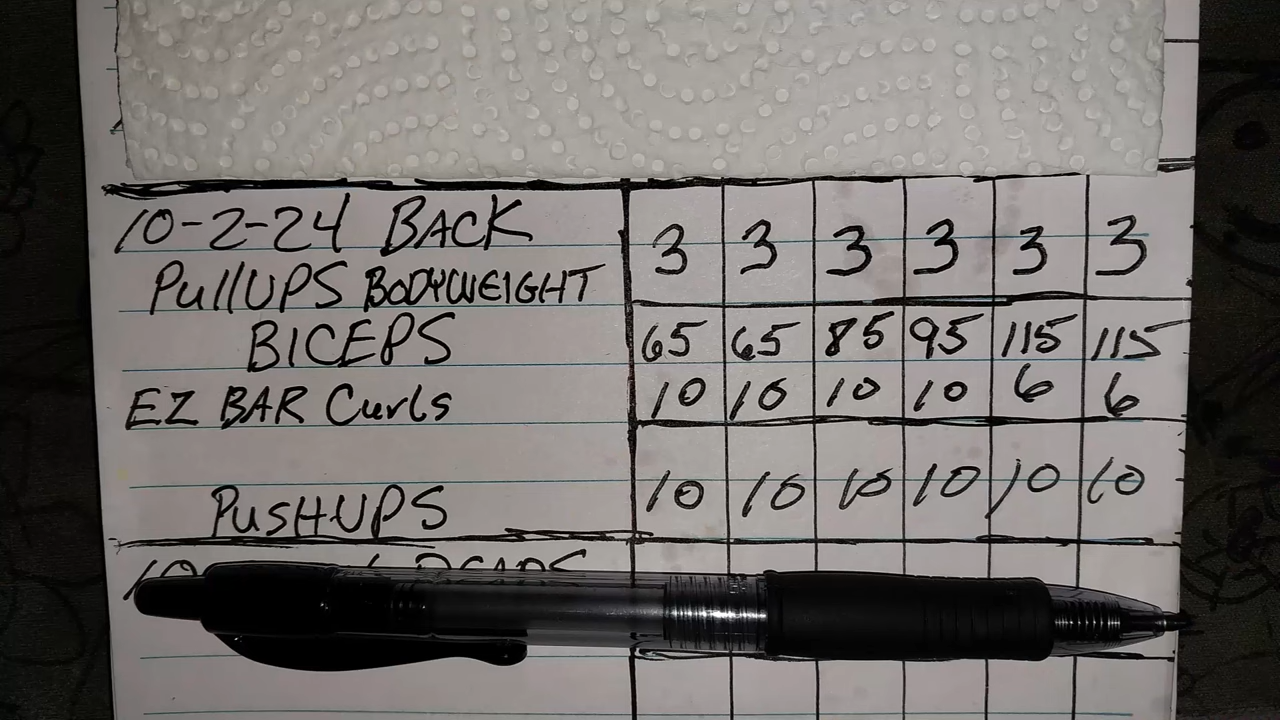 10-2-24 BACK
3 3 3 3 3 3
PullUPS BODYWEIGHT
BICEPS 65 65 85 95 115 115
EZ BAR Curls 10 10 10 10 6 6
PUSHUPS 10 10 10 10 10 10